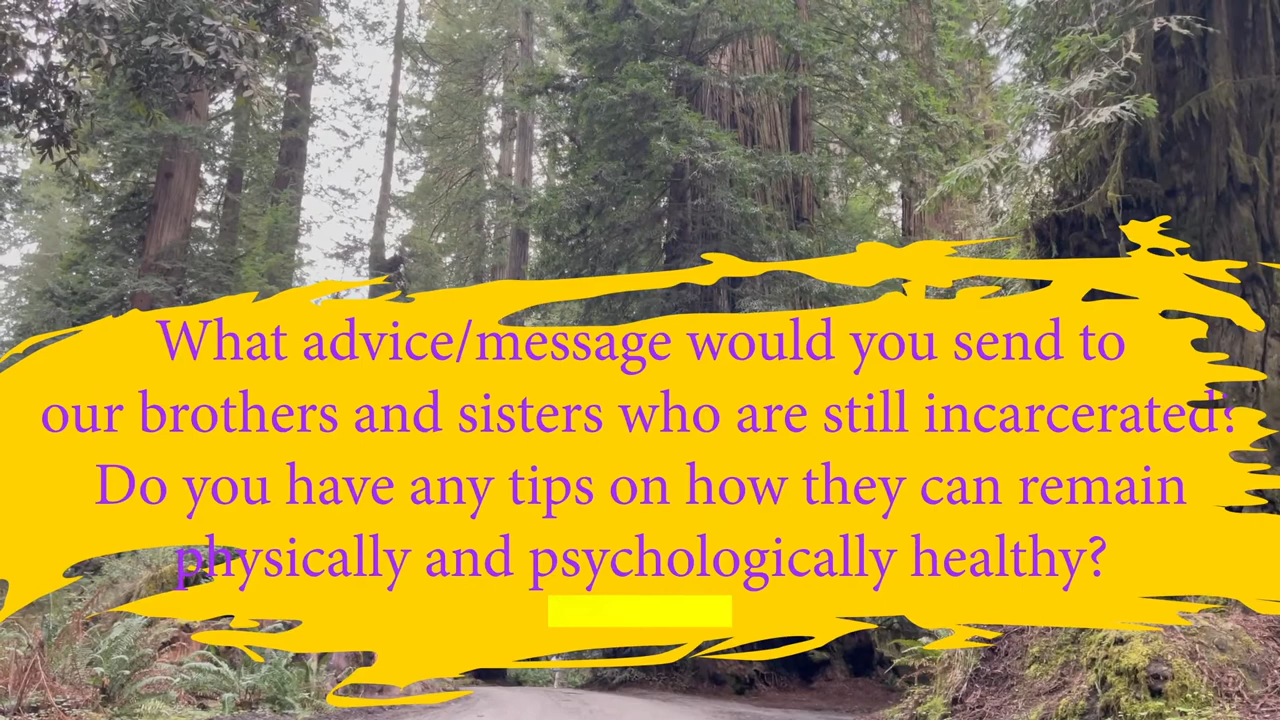 What advice/message would you send to
our brothers and sisters who are still incarcerated?
Do you have any tips on how they can remain
physically and psychologically healthy?